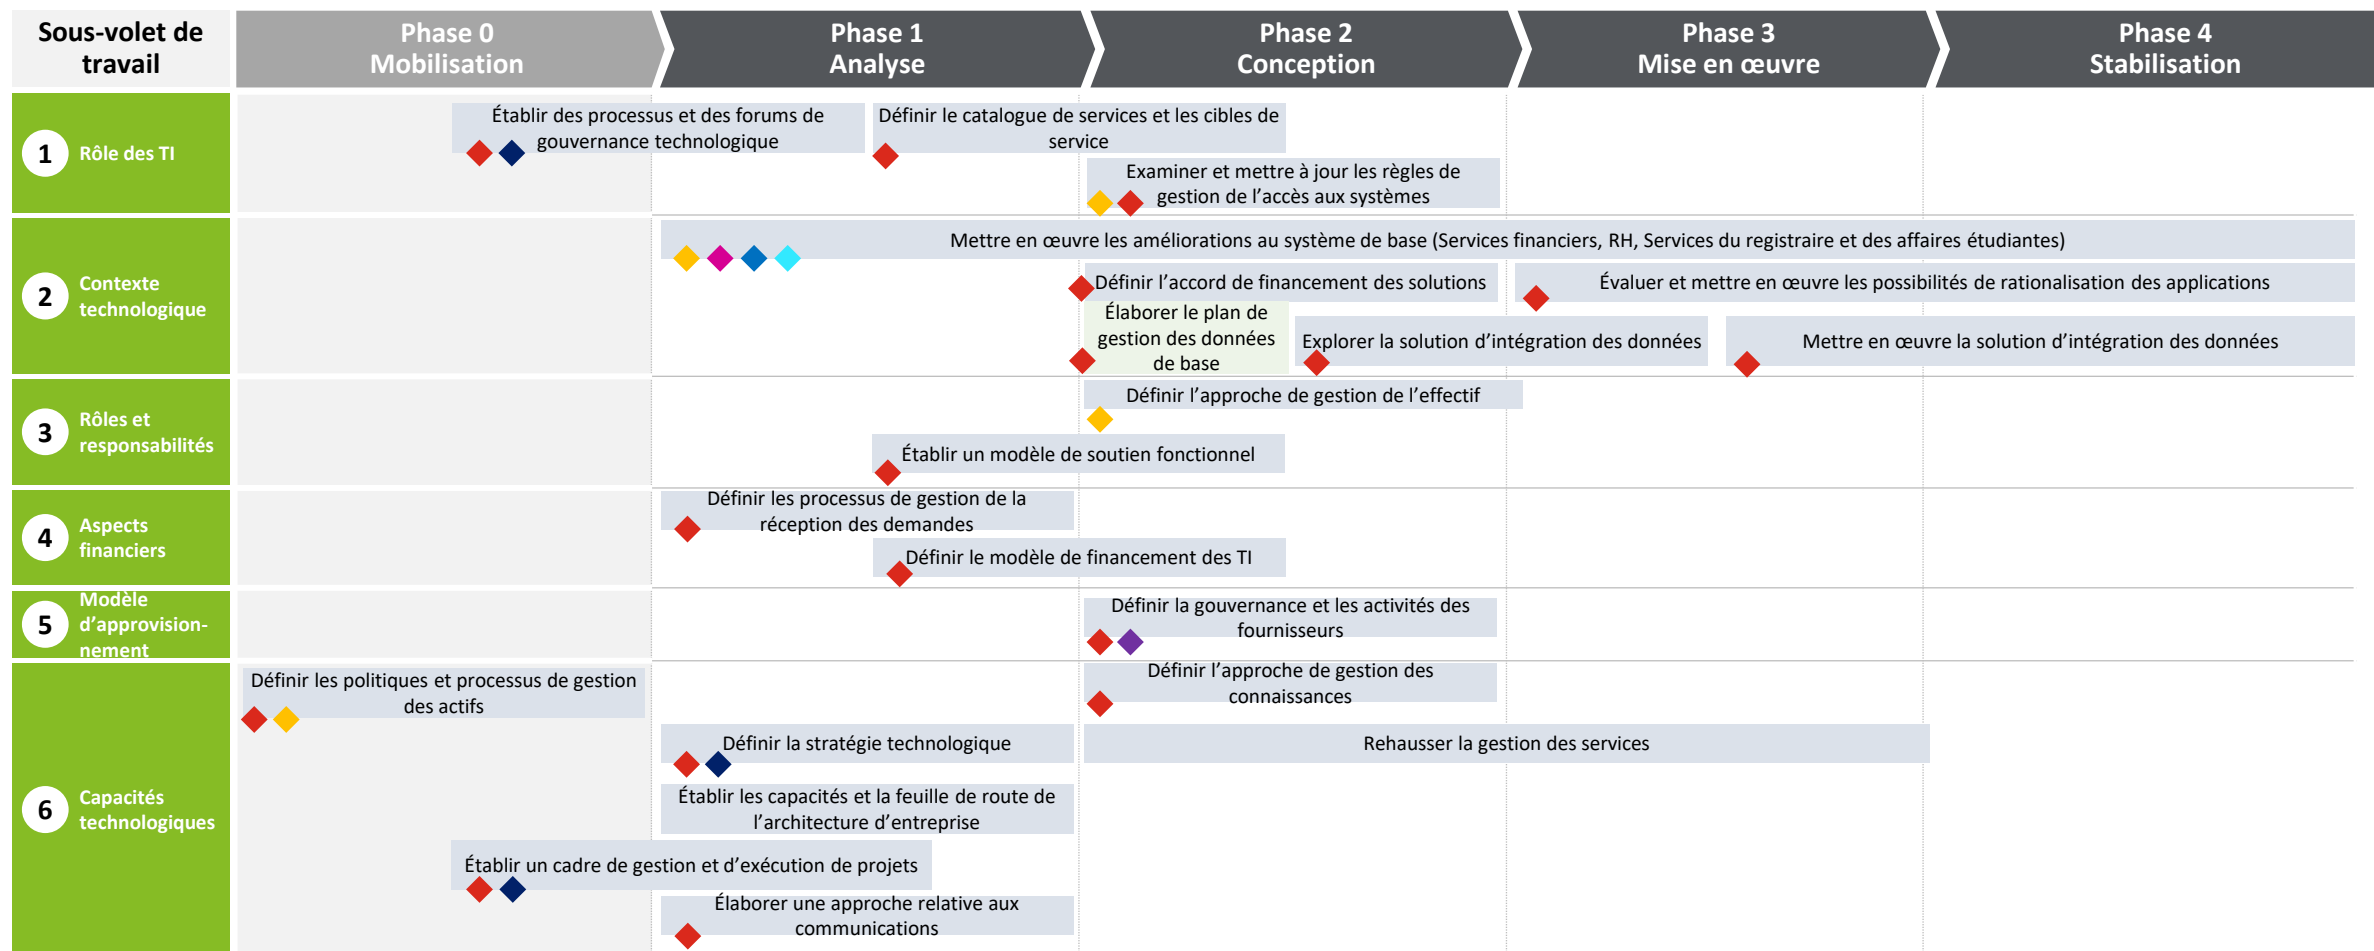 Sous-volet de
travail
Phase 0
Mobilisation
Phase 1
Analyse
Phase 2
Conception
Phase 3
Mise en œuvre
Phase 4
Stabilisation
1
Rôle des TI
Établir des processus et des forums de
gouvernance technologique
Définir le catalogue de services et les cibles de
service
Examiner et mettre à jour les règles de
gestion de l’accès aux systèmes
2
Contexte
technologique
Mettre en œuvre les améliorations au système de base (Services financiers, RH, Services du registraire et des affaires étudiantes)
Définir l’accord de financement des solutions
Évaluer et mettre en œuvre les possibilités de rationalisation des applications
Élaborer le plan de
gestion des données
de base
Explorer la solution d’intégration des données
Mettre en œuvre la solution d’intégration des données
3
Rôles et
responsabilités
Définir l’approche de gestion de l’effectif
Établir un modèle de soutien fonctionnel
4
Aspects
financiers
Définir les processus de gestion de la
réception des demandes
Définir le modèle de financement des TI
5
Modèle
d’approvision-
nement
Définir la gouvernance et les activités des
fournisseurs
6
Capacités
technologiques
Définir les politiques et processus de gestion
des actifs
Définir l’approche de gestion des
connaissances
Définir la stratégie technologique
Rehausser la gestion des services
Établir les capacités et la feuille de route de
l’architecture d’entreprise
Établir un cadre de gestion et d’exécution de projets
Élaborer une approche relative aux
communications